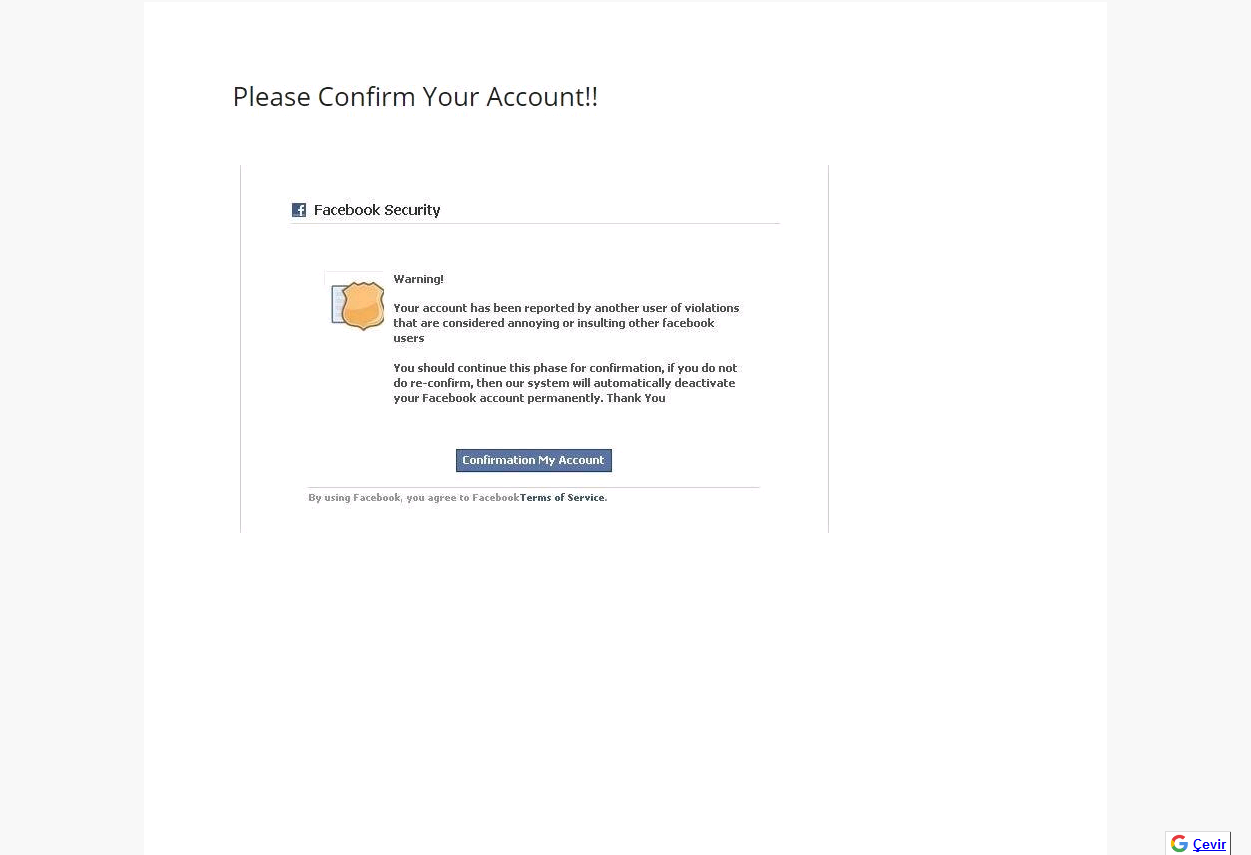 Please Confirm Your Account!!
Facebook Security
Warning!
Your account has been reported by another user of violations
that are considered annoying or insulting other facebook
users
You should continue this phase for confirmation, if you do not
do re-confirm, then our system will automatically deactivate
your Facebook account permanently. Thank You
Confirmation My Account
By using Facebook, you agree to FacebookTerms of Service.
Çevir